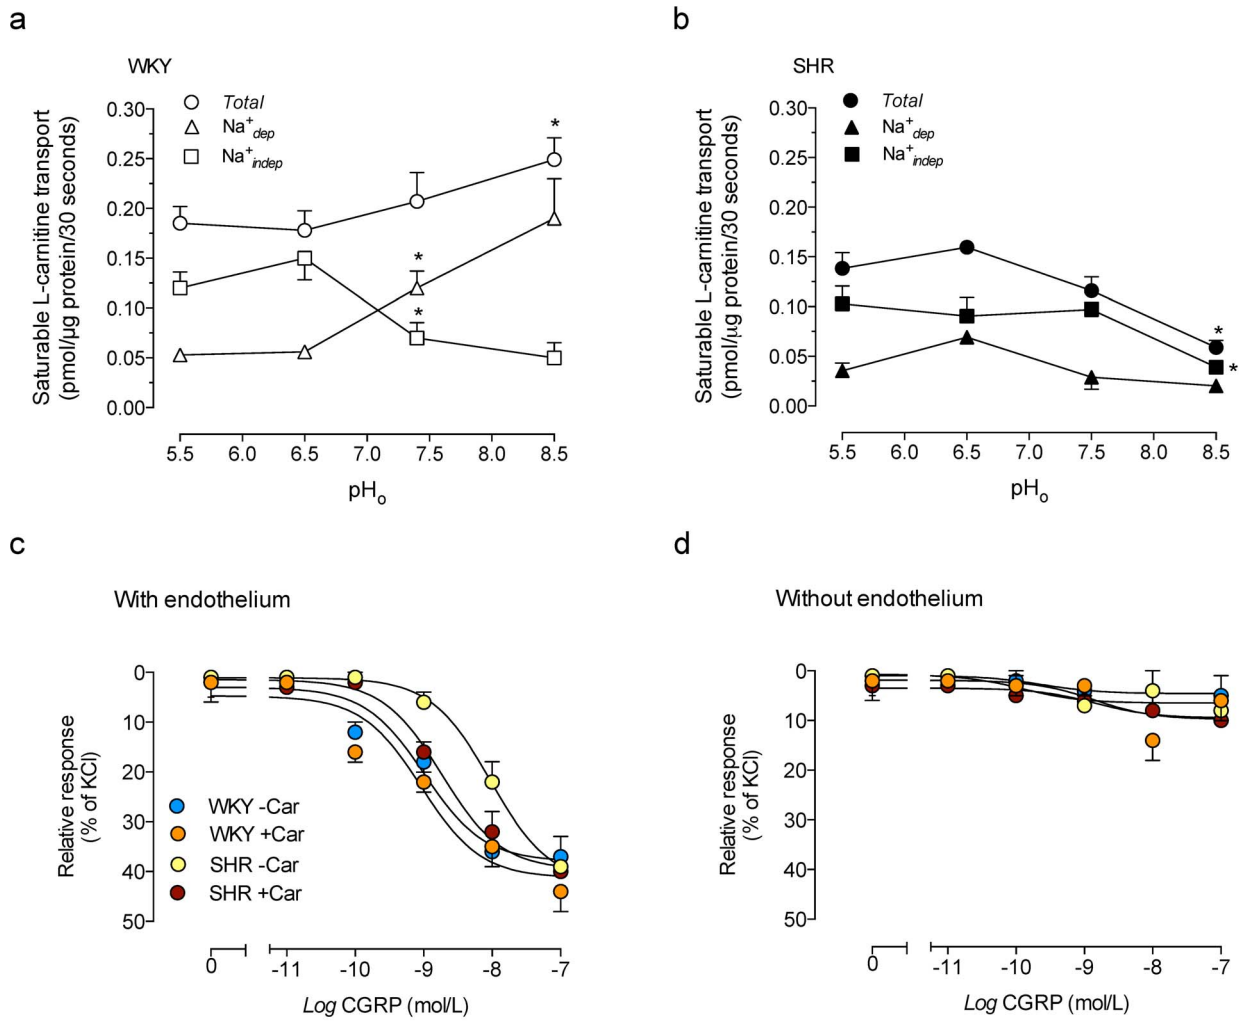 a
WKY
Total
Na+dep
Na+indep
Saturable L-carnitine transport
(pmol/µg protein/30 seconds)
0.30
0.25
0.20
0.15
0.10
0.05
0.00
*
*
*
5.5 6.0 6.5 7.0 7.5 8.0 8.5
pHo
b
SHR
Total
Na+dep
Na+indep
Saturable L-carnitine transport
(pmol/µg protein/30 seconds)
0.30
0.25
0.20
0.15
0.10
0.05
0.00
*
*
5.5 6.0 6.5 7.0 7.5 8.0 8.5
pHo
c
With endothelium
Relative response
(% of KCl)
0
10
20
30
40
50
WKY -Car
WKY +Car
SHR -Car
SHR +Car
0 -11 -10 -9 -8 -7
Log CGRP (mol/L)
d
Without endothelium
Relative response
(% of KCl)
0
10
20
30
40
50
0 -11 -10 -9 -8 -7
Log CGRP (mol/L)